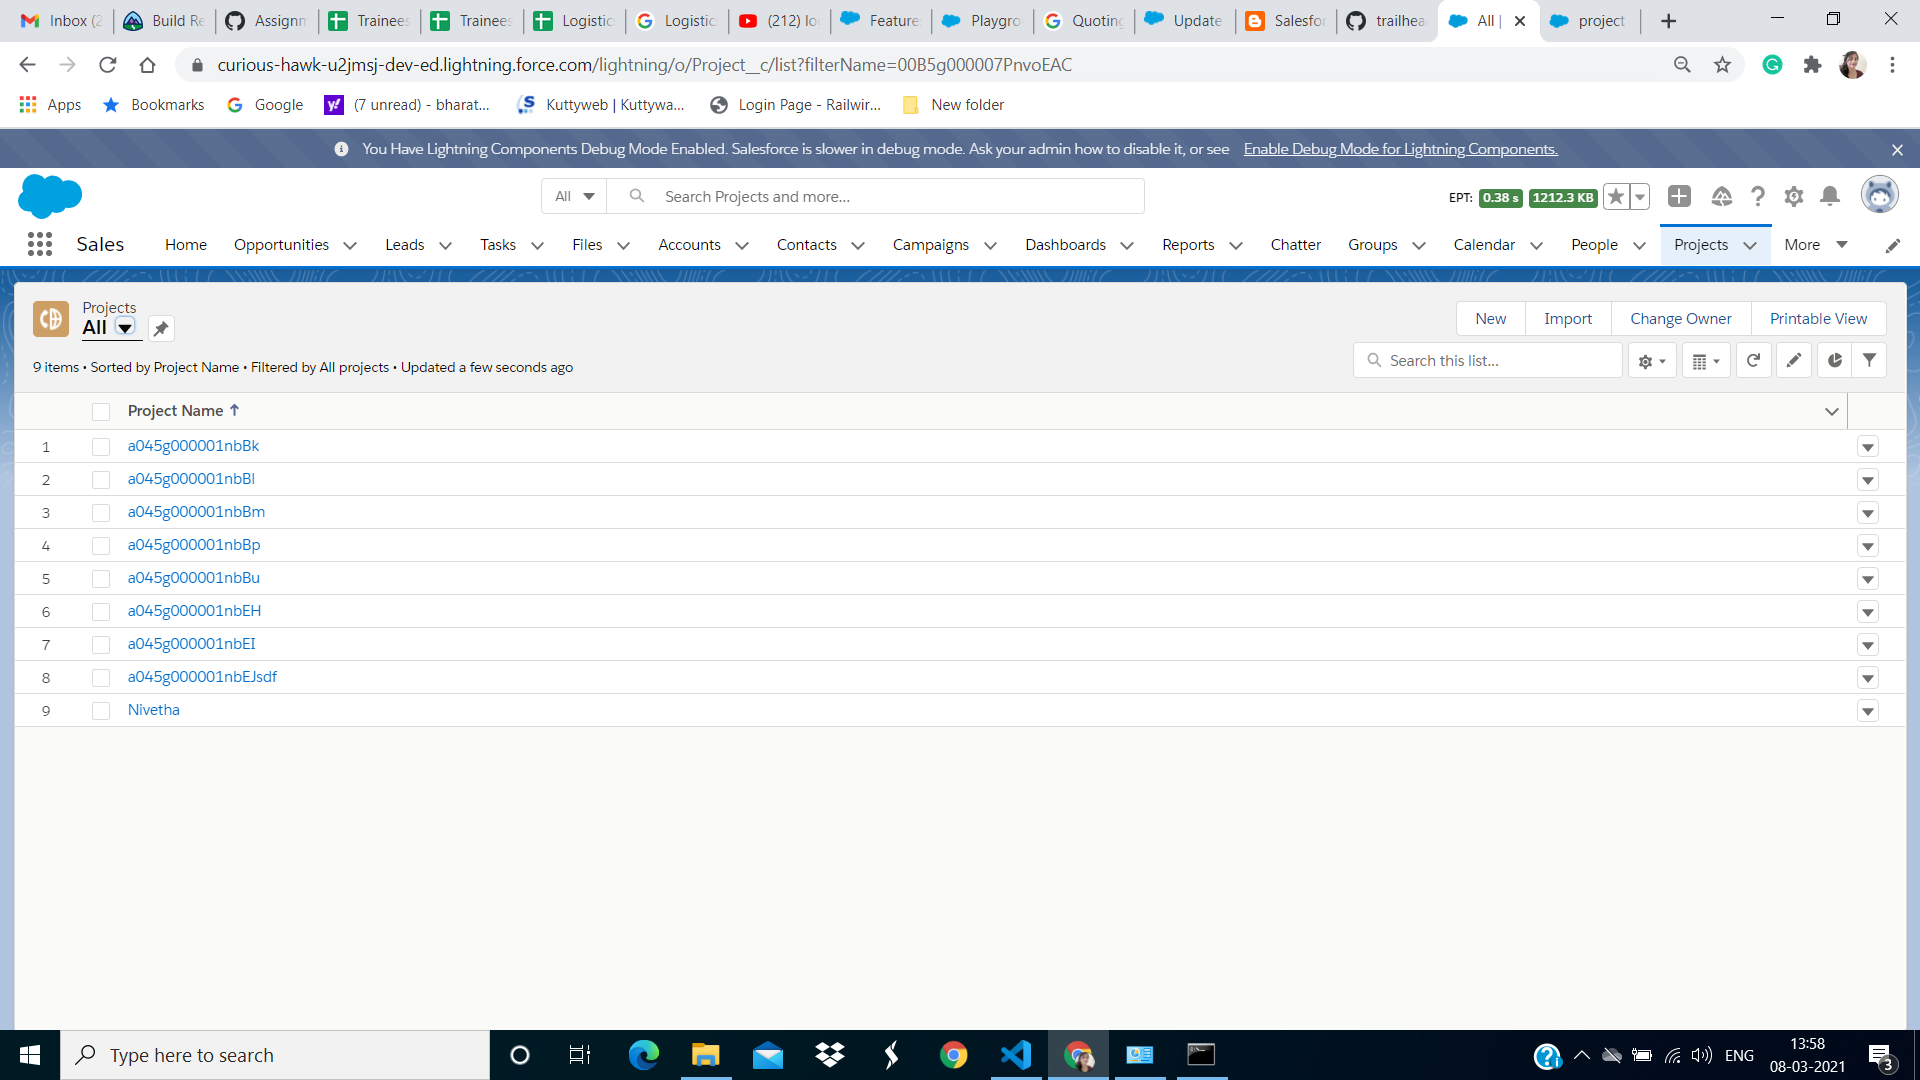 Inbox (2
Build Re
Assignm
Trainees
Trainees
Logistic
Logistic
(212) lo
Feature
Playgro
Quoting
Update
Salesfor
trailhea
All |
project
curious-hawk-u2jmsj-dev-ed.lightning.force.com/lightning/o/Project__c/list?filterName=00B5g000007PnvoEAC
Apps
Bookmarks
Google
(7 unread) - bharat...
Kuttyweb | Kuttywa...
Login Page - Railwir...
New folder
You Have Lightning Components Debug Mode Enabled. Salesforce is slower in debug mode. Ask your admin how to disable it, or see Enable Debug Mode for Lightning Components.
All
Search Projects and more...
EPT: 0.38 s 1212.3 KB
Sales
Home
Opportunities
Leads
Tasks
Files
Accounts
Contacts
Campaigns
Dashboards
Reports
Chatter
Groups
Calendar
People
Projects
More
Projects
All
New
Import
Change Owner
Printable View
9 items • Sorted by Project Name • Filtered by All projects • Updated a few seconds ago
Search this list...
Project Name
1 a045g000001nbBk
2 a045g000001nbBl
3 a045g000001nbBm
4 a045g000001nbBp
5 a045g000001nbBu
6 a045g000001nbEH
7 a045g000001nbEI
8 a045g000001nbEJsdf
9 Nivetha
Type here to search
ENG
13:58
08-03-2021
3